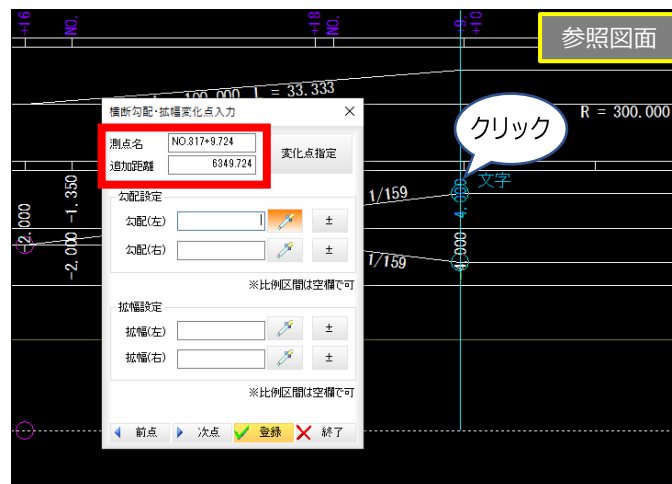 +16
NO.
+18
NO.
+9.
+10
参照図面
100.000 L = 33.333
R = 300.000
クリック
横断勾配・拡幅変化点入力
測点名 NO.317+9.724
追加距離 6349.724
変化点指定
文字
勾配設定
勾配(左) ±
勾配(右) ±
※比例区間は空欄で可
拡幅設定
拡幅(左) ±
拡幅(右) ±
※比例区間は空欄で可
前点 次点 登録 終了
-2.000
-1.350
-2.000
1/159
4.000
1/159
4.000